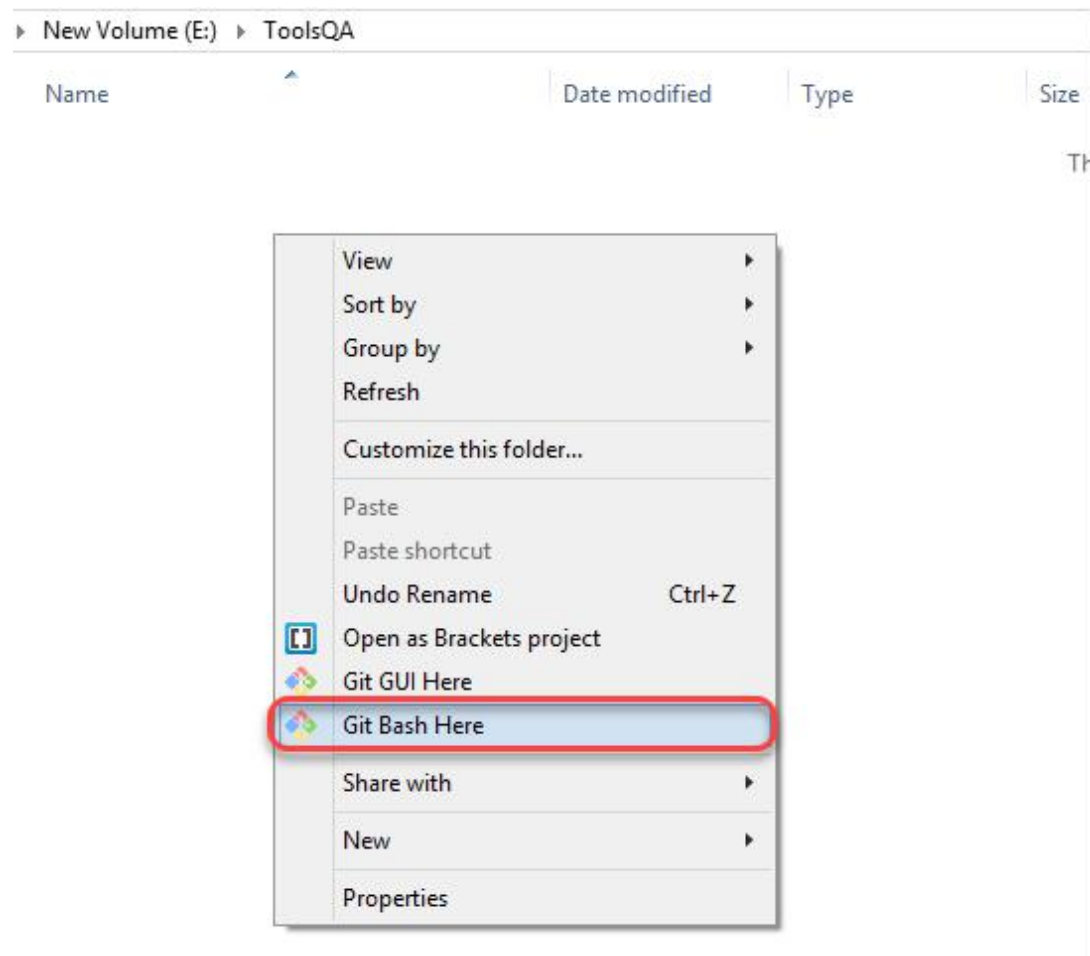 New Volume (E:) ToolsQA
Name Date modified Type Size
Th
View
Sort by
Group by
Refresh
Customize this folder...
Paste
Paste shortcut
Undo Rename Ctrl+Z
Open as Brackets project
Git GUI Here
Git Bash Here
Share with
New
Properties